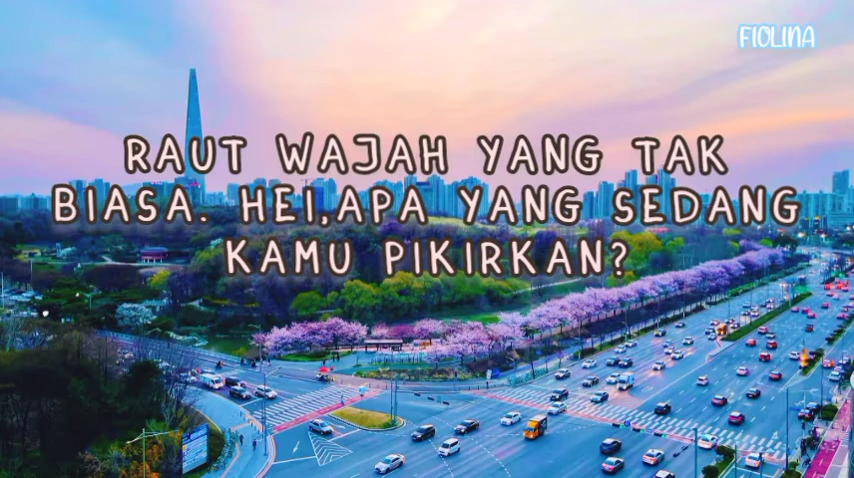 FIOLINA
RAUT WAJAH YANG TAK
BIASA. HEI,APA YANG SEDANG
KAMU PIKIRKAN?